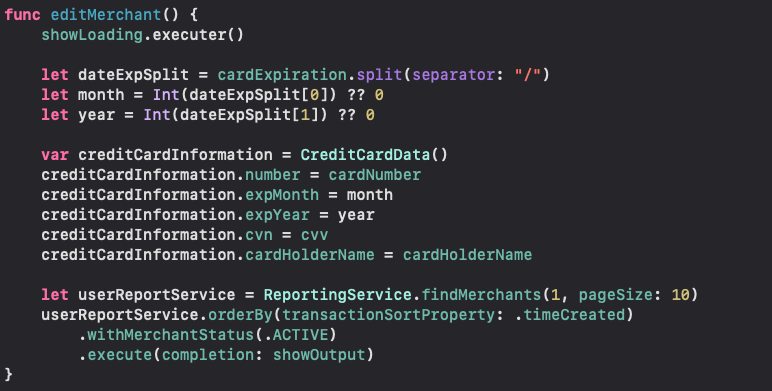 func editMerchant() {
    showLoading.executer()

    let dateExpSplit = cardExpiration.split(separator: "/")
    let month = Int(dateExpSplit[0]) ?? 0
    let year = Int(dateExpSplit[1]) ?? 0

    var creditCardInformation = CreditCardData()
    creditCardInformation.number = cardNumber
    creditCardInformation.expMonth = month
    creditCardInformation.expYear = year
    creditCardInformation.cvn = cvv
    creditCardInformation.cardHolderName = cardHolderName

    let userReportService = ReportingService.findMerchants(1, pageSize: 10)
    userReportService.orderBy(transactionSortProperty: .timeCreated)
        .withMerchantStatus(.ACTIVE)
        .execute(completion: showOutput)
}